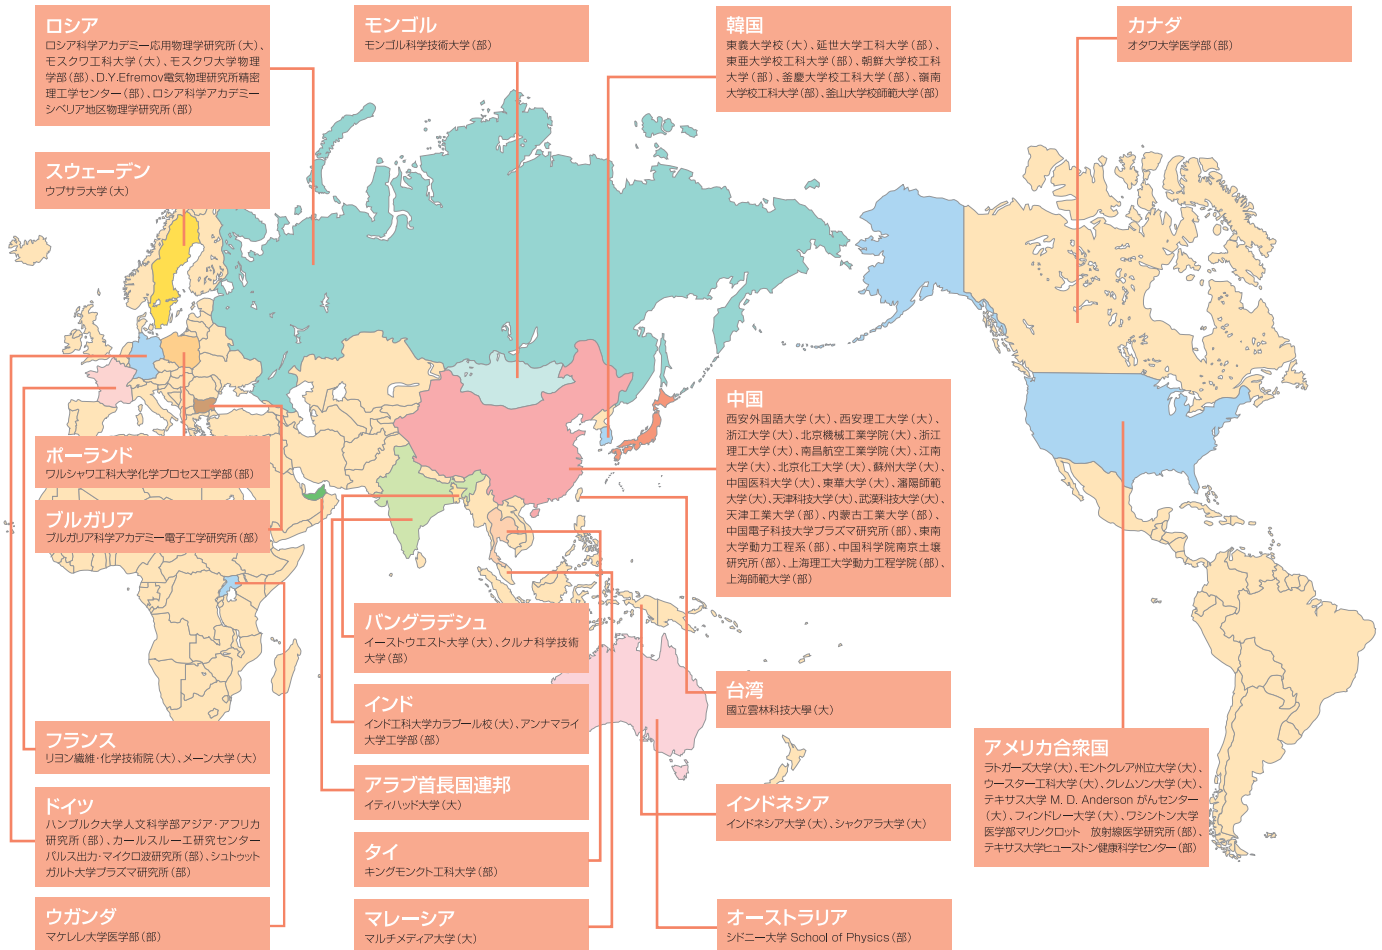 ロシア
ロシア科学アカデミー応用物理学研究所（大）、
モスクワ工科大学（大）、モスクワ大学物理
学部（部）、D.Y.Efremov電気物理研究所精密
理工学センター（部）、ロシア科学アカデミー
シベリア地区物理学研究所（部）
モンゴル
モンゴル科学技術大学（部）
韓国
東義大学校（大）、延世大学工科大学（部）、
東亜大学校工科大学（部）、朝鮮大学校工科
大学（部）、釜慶大学校工科大学（部）、嶺南
大学校工科大学（部）、釜山大学校師範大学（部）
カナダ
オタワ大学医学部（部）
スウェーデン
ウプサラ大学（大）
ポーランド
ワルシャワ工科大学化学プロセス工学部（部）
ブルガリア
ブルガリア科学アカデミー電子工学研究所（部）
中国
西安外国語大学（大）、西安理工大学（大）、
浙江大学（大）、北京機械工業学院（大）、浙江
理工大学（大）、南昌航空工業学院（大）、江南
大学（大）、北京化工大学（大）、蘇州大学（大）、
中国医科大学（大）、東華大学（大）、瀋陽師範
大学（大）、天津科技大学（大）、武漢科技大学（大）、
天津工業大学（部）、内蒙古工業大学（部）、
中国電子科技大学プラズマ研究所（部）、東南
大学動力工程系（部）、中国科学院南京土壌
研究所（部）、上海理工大学動力工程学院（部）、
上海師範大学（部）
バングラデシュ
イーストウエスト大学（大）、クルナ科学技術
大学（部）
インド
インド工科大学カラプール校（大）、アンナマライ
大学工学部（部）
台湾
國立雲林科技大學（大）
フランス
リヨン繊維・化学技術院（大）、メーン大学（大）
アラブ首長国連邦
イティハッド大学（大）
インドネシア
インドネシア大学（大）、シャクアラ大学（大）
アメリカ合衆国
ラトガーズ大学（大）、モントクレア州立大学（大）、
ウースター工科大学（大）、クレムソン大学（大）、
テキサス大学 M. D. Anderson がんセンター
（大）、フィンドレー大学（大）、ワシントン大学
医学部マリンクロット　放射線医学研究所（部）、
テキサス大学ヒューストン健康科学センター（部）
ドイツ
ハンブルク大学人文科学部アジア・アフリカ
研究所（部）、カールスルーエ研究センター
パルス出力・マイクロ波研究所（部）、シュトゥット
ガルト大学プラズマ研究所（部）
タイ
キングモンクト工科大学（部）
ウガンダ
マケレレ大学医学部（部）
マレーシア
マルチメディア大学（大）
オーストラリア
シドニー大学 School of Physics（部）